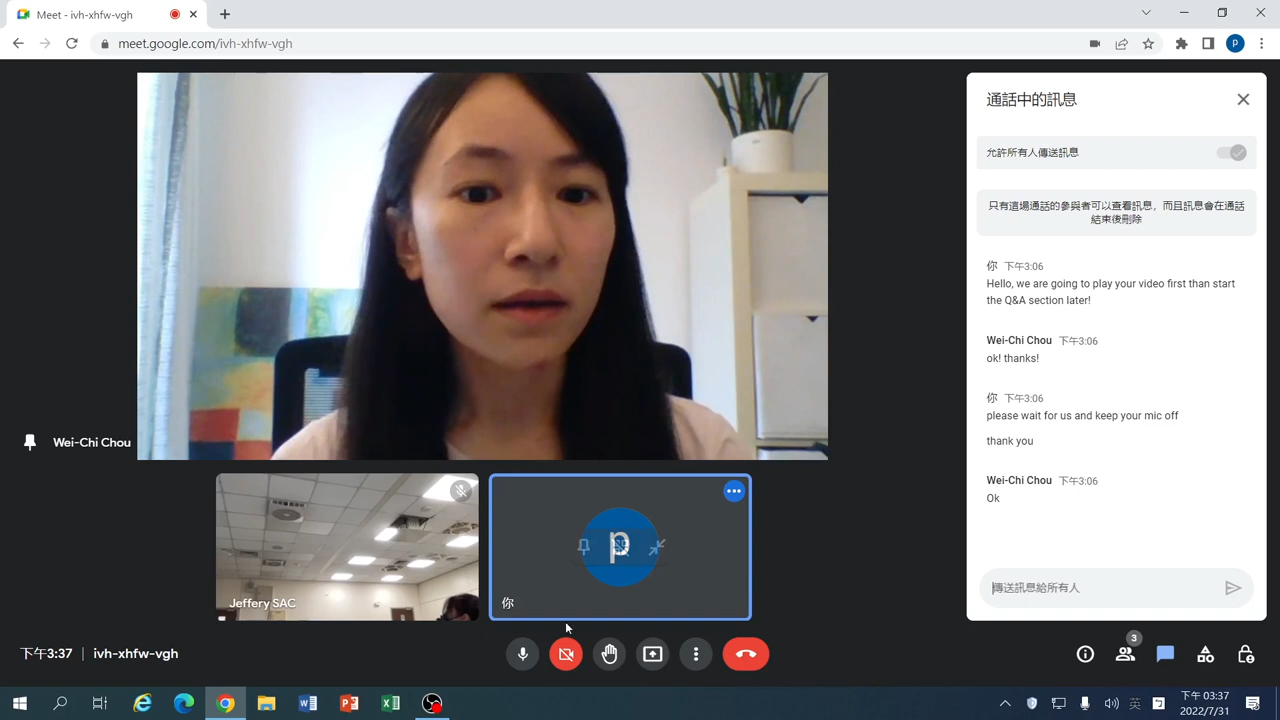 Meet - ivh-xhfw-vgh
meet.google.com/ivh-xhfw-vgh
p
通話中的訊息
允許所有人傳送訊息
只有這場通話的參與者可以查看訊息，而且訊息會在通話
結束後刪除
你 下午3:06
Hello, we are going to play your video first than start
the Q&A section later!
Wei-Chi Chou 下午3:06
ok! thanks!
你 下午3:06
please wait for us and keep your mic off
thank you
Wei-Chi Chou 下午3:06
Ok
傳送訊息給所有人
Wei-Chi Chou
Jeffery SAC
p
你
下午3:37 ivh-xhfw-vgh
3
英
下午 03:37
2022/7/31